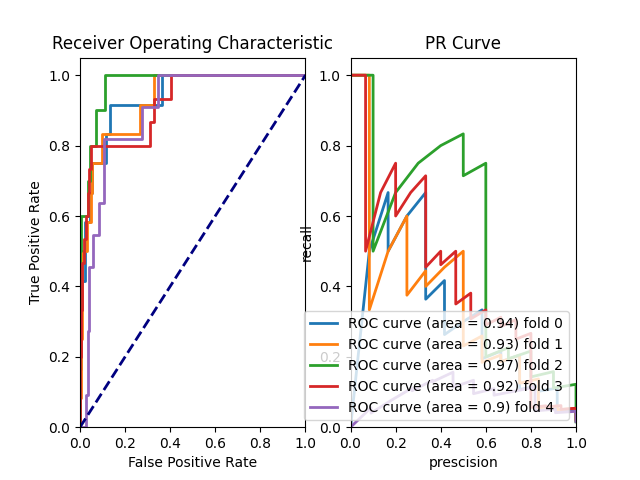 Receiver Operating Characteristic
PR Curve
1.0
0.8
0.6
0.4
0.2
0.0
True Positive Rate
0.0 0.2 0.4 0.6 0.8 1.0
False Positive Rate
1.0
0.8
0.6
0.4
0.2
0.0
recall
0.0 0.2 0.4 0.6 0.8 1.0
prescision
ROC curve (area = 0.94) fold 0
ROC curve (area = 0.93) fold 1
ROC curve (area = 0.97) fold 2
ROC curve (area = 0.92) fold 3
ROC curve (area = 0.9) fold 4